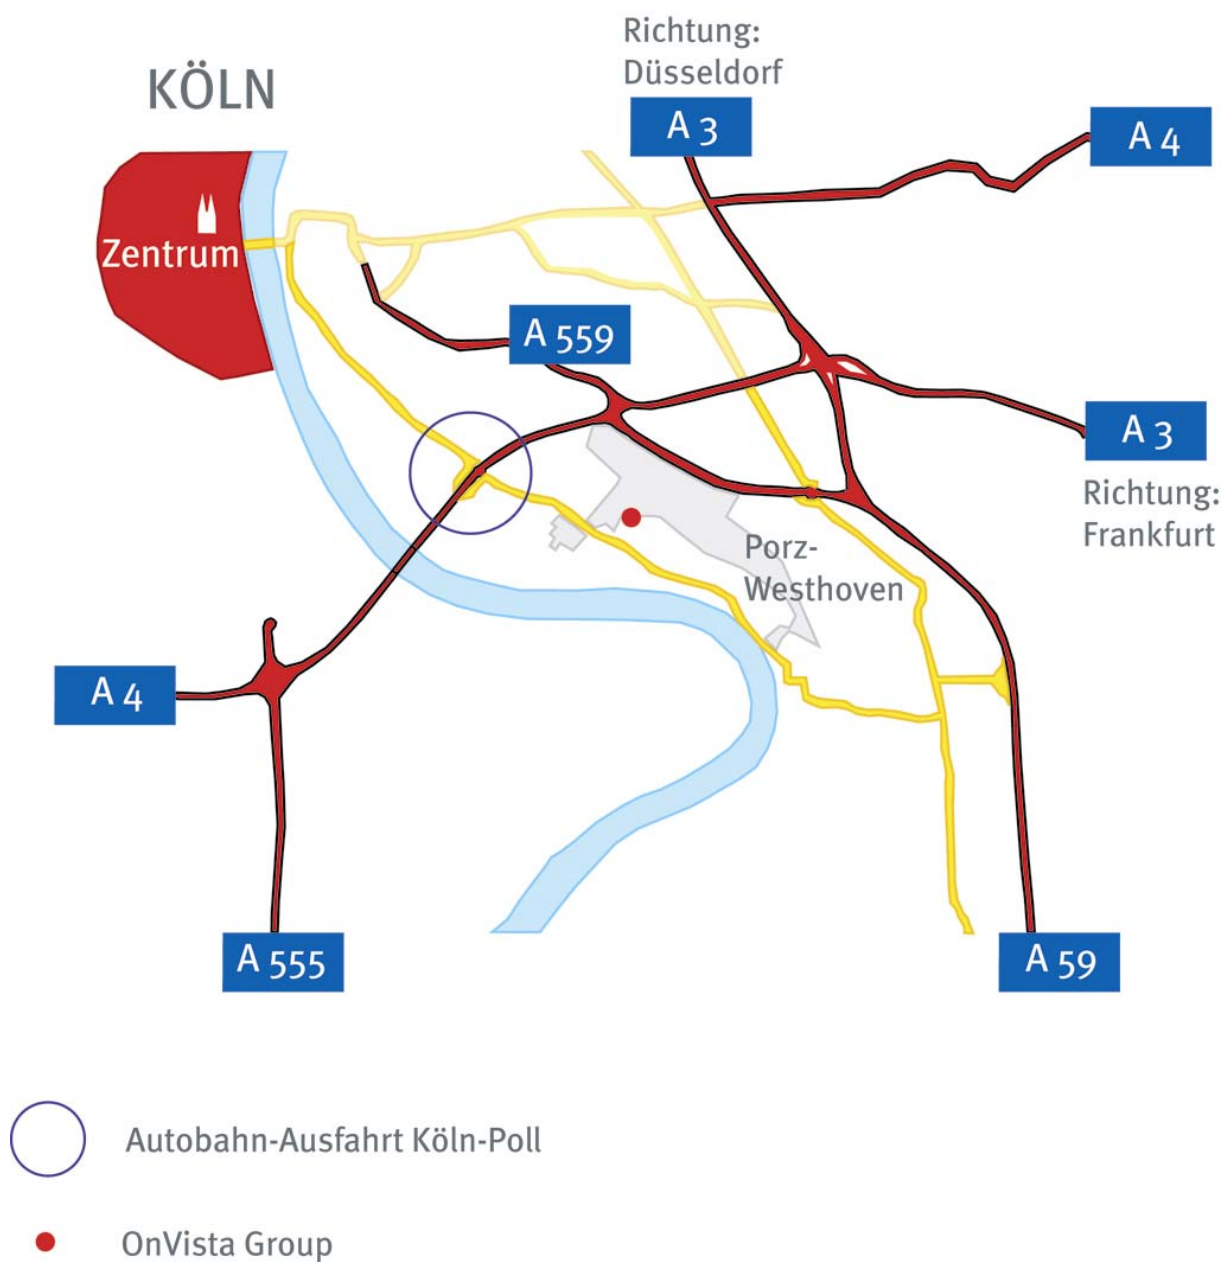 Richtung:
Düsseldorf
KÖLN
A 3
A 4
Zentrum
A 559
A 3
Richtung:
Frankfurt
Porz-
Westhoven
A 4
A 555
A 59
Autobahn-Ausfahrt Köln-Poll
OnVista Group